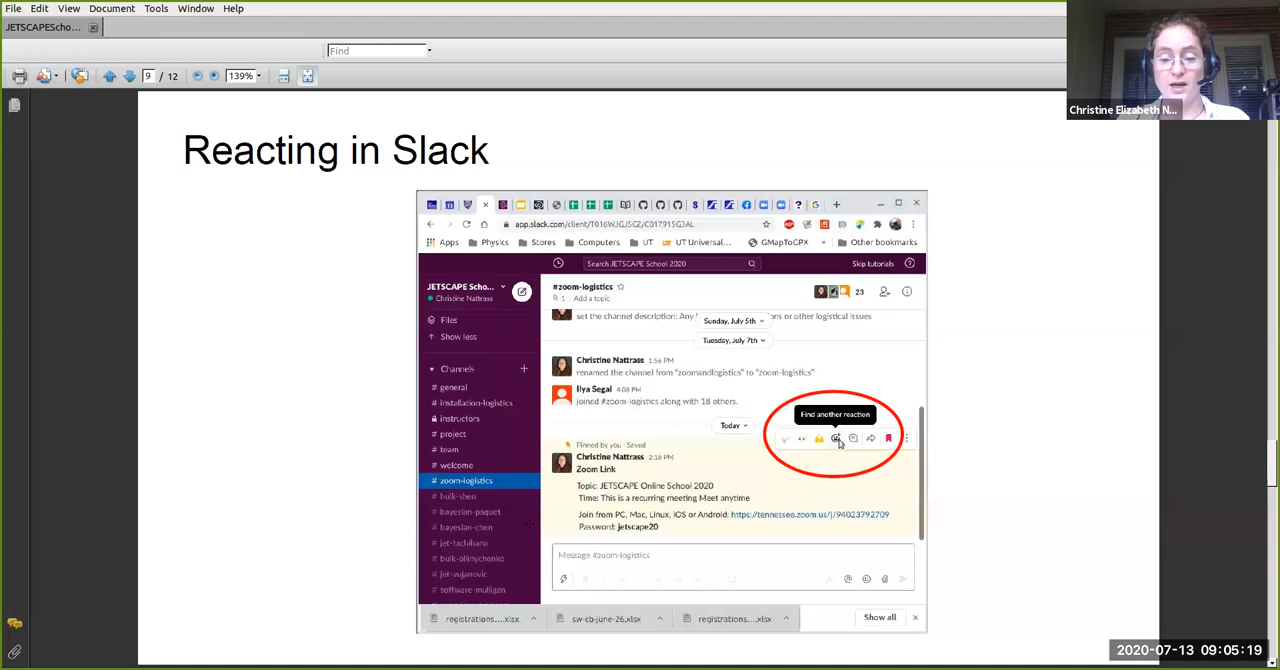 File Edit View Document Tools Window Help
JETSCAPEScho...
Find
9 / 12 139%
Christine Elizabeth N...
Reacting in Slack
app.slack.com/client/T016WJGJSGZ/C017915G3AL
Apps Physics Stores Computers UT UT Universal... GMapToGPX » Other bookmarks
Search JETSCAPE School 2020 Skip tutorials
JETSCAPE Scho...
Christine Nattrass
Files
Show less
Channels
# general
# installation-logistics
instructors
# project
# team
# welcome
# zoom-logistics
# bulk-shen
# bayesian-paquet
# bayesian-chen
# jet-tachibana
# bulk-oliinychenko
# jet-vujanovic
# software-mulligan
#zoom-logistics
1 Add a topic
23
set the channel description: Any
ons or other logistical issues
Sunday, July 5th
Tuesday, July 7th
Christine Nattrass 1:56 PM
renamed the channel from "zoomandlogistics" to "zoom-logistics"
Ilya Segal 4:08 PM
joined #zoom-logistics along with 18 others.
Find another reaction
Today
Pinned by you · Saved
Christine Nattrass 2:18 PM
Zoom Link
Topic: JETSCAPE Online School 2020
Time: This is a recurring meeting Meet anytime
Join from PC, Mac, Linux, iOS or Android: https://tennessee.zoom.us/j/94023792709
Password: jetscape20
Message #zoom-logistics
registrations....xlsx sw-cb-june-26.xlsx registrations....xlsx Show all
2020-07-13 09:05:19